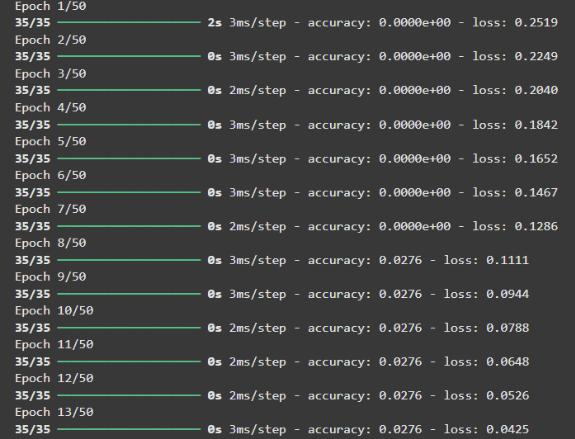 Epoch 1/50
35/35 ━━━━━━━━━━━━━━━━━━━━ 2s 3ms/step - accuracy: 0.0000e+00 - loss: 0.2519
Epoch 2/50
35/35 ━━━━━━━━━━━━━━━━━━━━ 0s 3ms/step - accuracy: 0.0000e+00 - loss: 0.2249
Epoch 3/50
35/35 ━━━━━━━━━━━━━━━━━━━━ 0s 2ms/step - accuracy: 0.0000e+00 - loss: 0.2040
Epoch 4/50
35/35 ━━━━━━━━━━━━━━━━━━━━ 0s 3ms/step - accuracy: 0.0000e+00 - loss: 0.1842
Epoch 5/50
35/35 ━━━━━━━━━━━━━━━━━━━━ 0s 3ms/step - accuracy: 0.0000e+00 - loss: 0.1652
Epoch 6/50
35/35 ━━━━━━━━━━━━━━━━━━━━ 0s 3ms/step - accuracy: 0.0000e+00 - loss: 0.1467
Epoch 7/50
35/35 ━━━━━━━━━━━━━━━━━━━━ 0s 2ms/step - accuracy: 0.0000e+00 - loss: 0.1286
Epoch 8/50
35/35 ━━━━━━━━━━━━━━━━━━━━ 0s 3ms/step - accuracy: 0.0276 - loss: 0.1111
Epoch 9/50
35/35 ━━━━━━━━━━━━━━━━━━━━ 0s 3ms/step - accuracy: 0.0276 - loss: 0.0944
Epoch 10/50
35/35 ━━━━━━━━━━━━━━━━━━━━ 0s 2ms/step - accuracy: 0.0276 - loss: 0.0788
Epoch 11/50
35/35 ━━━━━━━━━━━━━━━━━━━━ 0s 2ms/step - accuracy: 0.0276 - loss: 0.0648
Epoch 12/50
35/35 ━━━━━━━━━━━━━━━━━━━━ 0s 2ms/step - accuracy: 0.0276 - loss: 0.0526
Epoch 13/50
35/35 ━━━━━━━━━━━━━━━━━━━━ 0s 3ms/step - accuracy: 0.0276 - loss: 0.0425